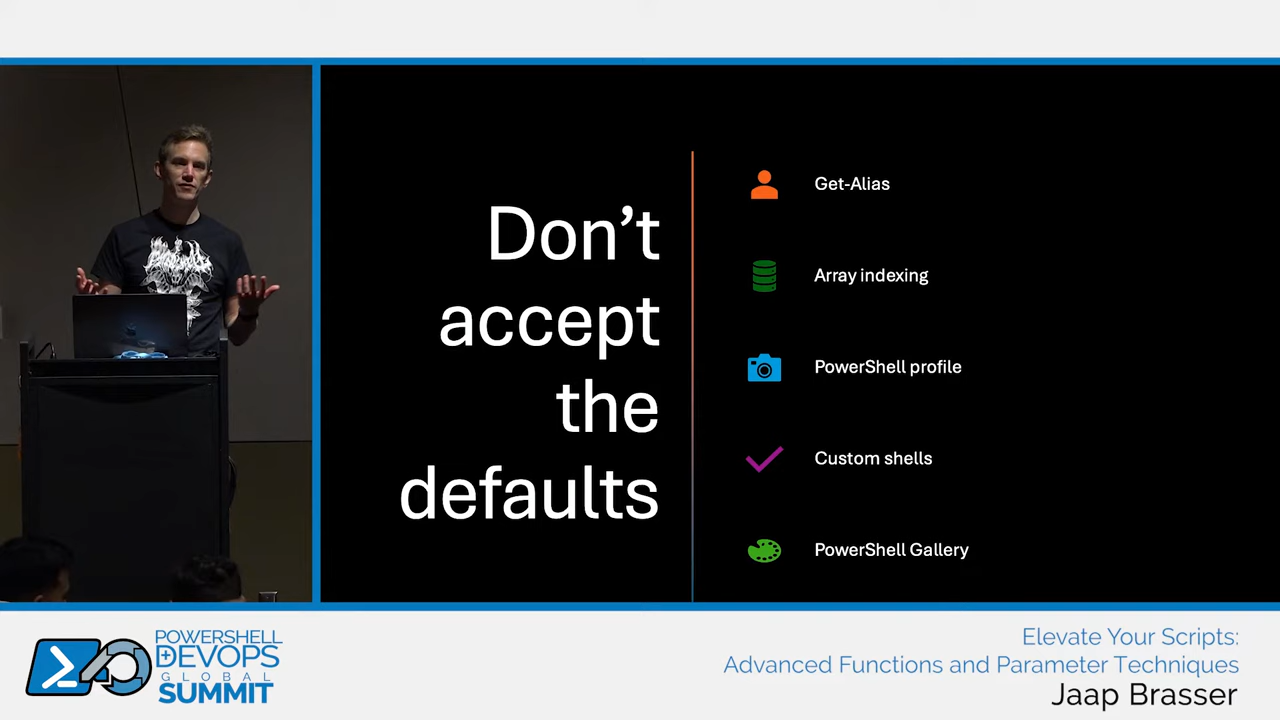 Don't
accept
the
defaults
Get-Alias
Array indexing
PowerShell profile
Custom shells
PowerShell Gallery
POWERSHELL
+DEVOPS
GLOBAL
SUMMIT
Elevate Your Scripts:
Advanced Functions and Parameter Techniques
Jaap Brasser